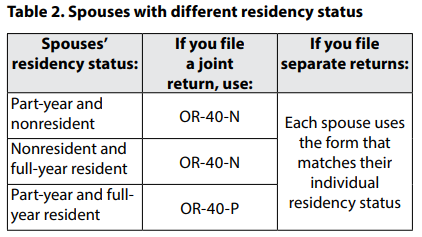 Table 2. Spouses with different residency status
Spouses’
residency status:
If you file
a joint
return, use:
If you file
separate returns:
Part-year and
nonresident
OR-40-N
Nonresident and
full-year resident
OR-40-N
Part-year and full-
year resident
OR-40-P
Each spouse uses
the form that
matches their
individual
residency status